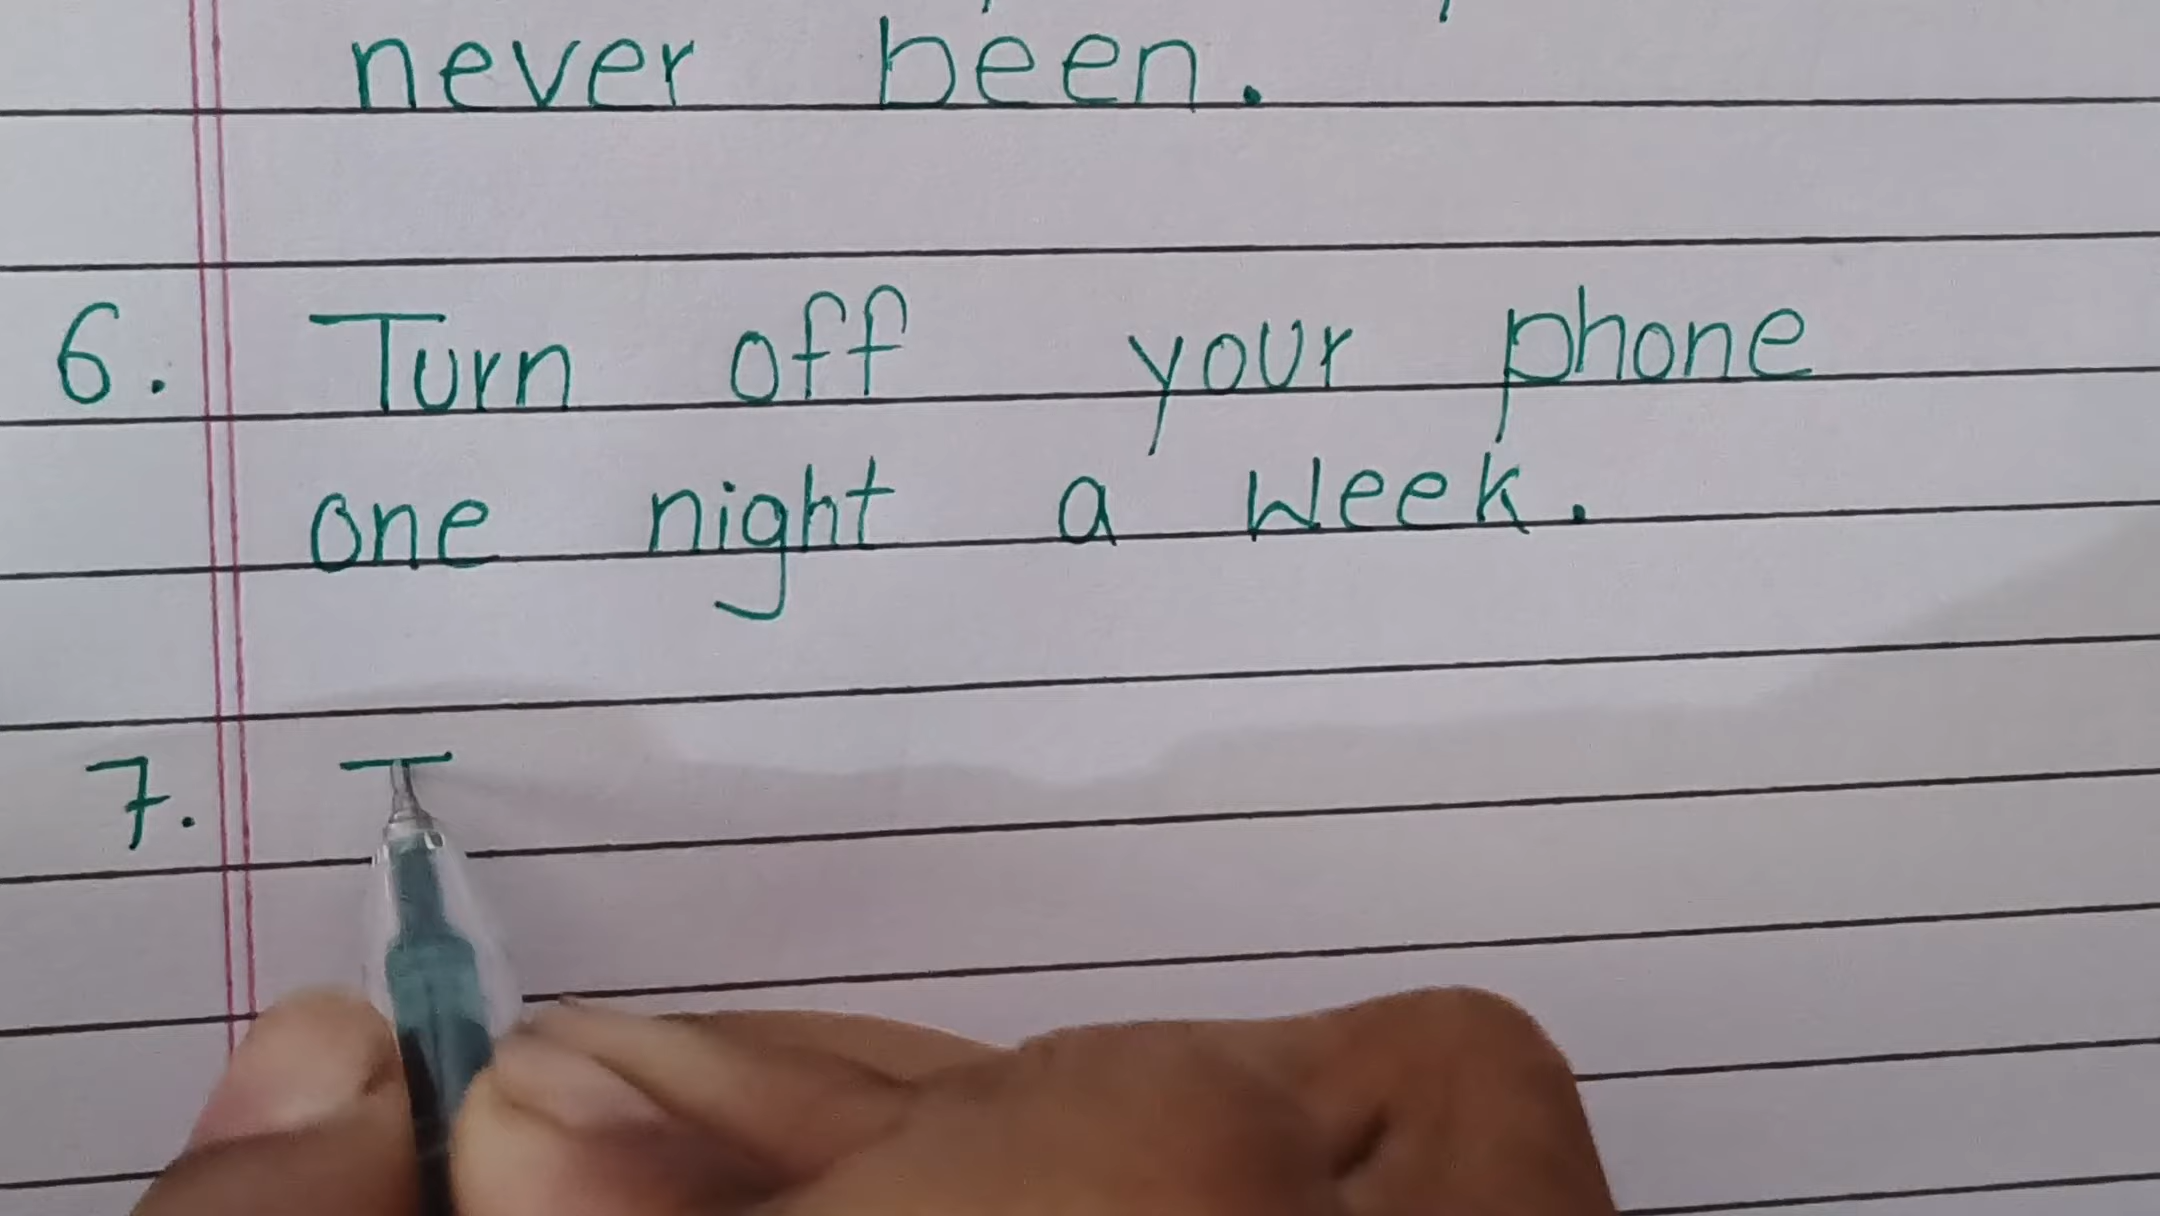 never been.
6. Turn off your phone
one night a week.
7. T